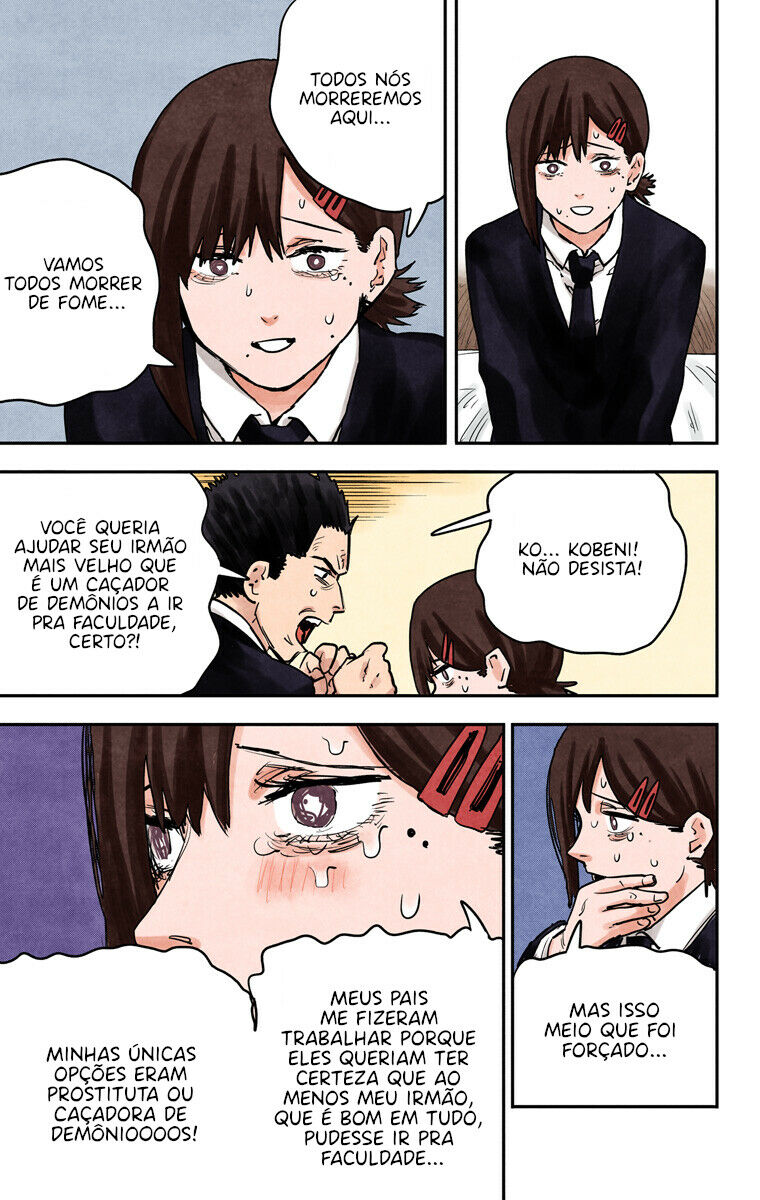 TODOS NÓS
MORREREMOS
AQUI...
VAMOS
TODOS MORRER
DE FOME...
KO... KOBENI!
NÃO DESISTA!
VOCÊ QUERIA
AJUDAR SEU IRMÃO
MAIS VELHO QUE
É UM CAÇADOR
DE DEMÔNIOS A IR
PRA FACULDADE,
CERTO?!
MAS ISSO
MEIO QUE FOI
FORÇADO...
MEUS PAIS
ME FIZERAM
TRABALHAR PORQUE
ELES QUERIAM TER
CERTEZA QUE AO
MENOS MEU IRMÃO,
QUE É BOM EM TUDO,
PUDESSE IR PRA
FACULDADE...
MINHAS ÚNICAS
OPÇÕES ERAM
PROSTITUTA OU
CAÇADORA DE
DEMÔNIOOOOS!